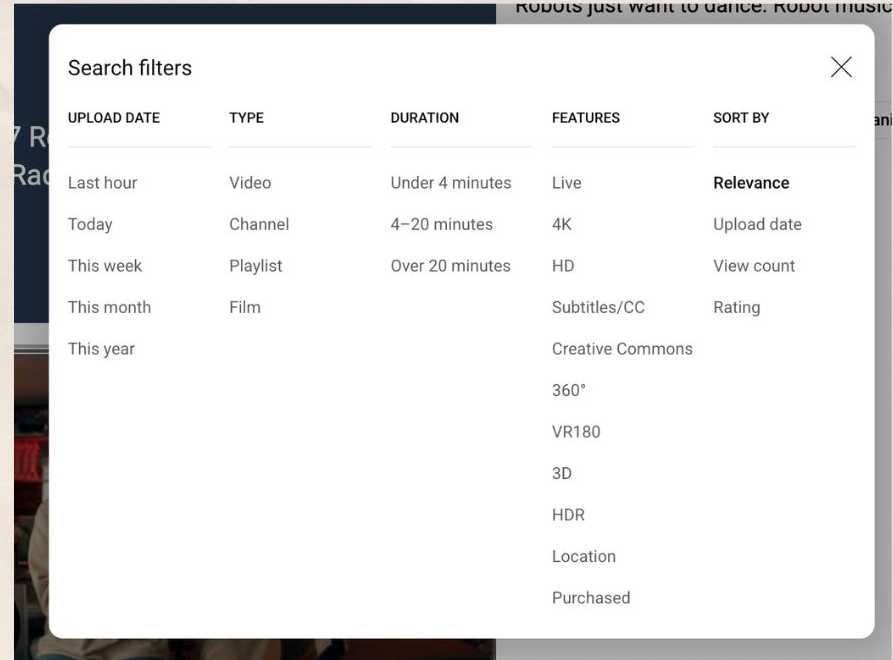 Robots just want to dance. Robot music
Search filters
UPLOAD DATE
Last hour
Today
This week
This month
This year
TYPE
Video
Channel
Playlist
Film
DURATION
Under 4 minutes
4–20 minutes
Over 20 minutes
FEATURES
Live
4K
HD
Subtitles/CC
Creative Commons
360°
VR180
3D
HDR
Location
Purchased
SORT BY
Relevance
Upload date
View count
Rating